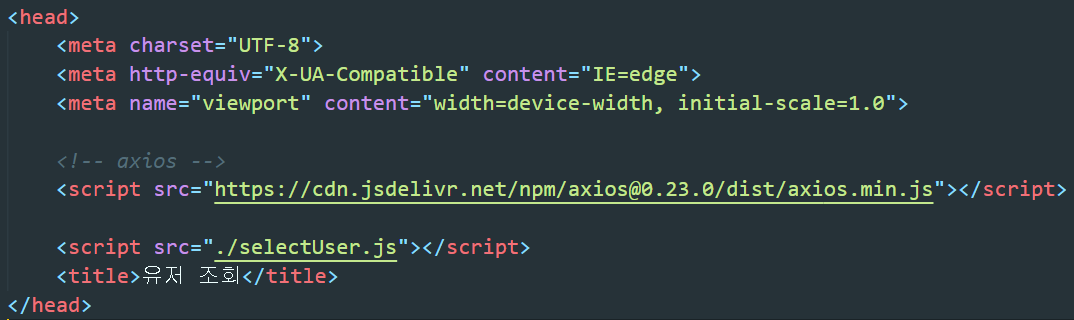 <head>
<meta charset="UTF-8">
<meta http-equiv="X-UA-Compatible" content="IE=edge">
<meta name="viewport" content="width=device-width, initial-scale=1.0">
<!-- axios -->
<script src="https://cdn.jsdelivr.net/npm/axios@0.23.0/dist/axios.min.js"></script>
<script src="./selectUser.js"></script>
<title>유저 조회</title>
</head>